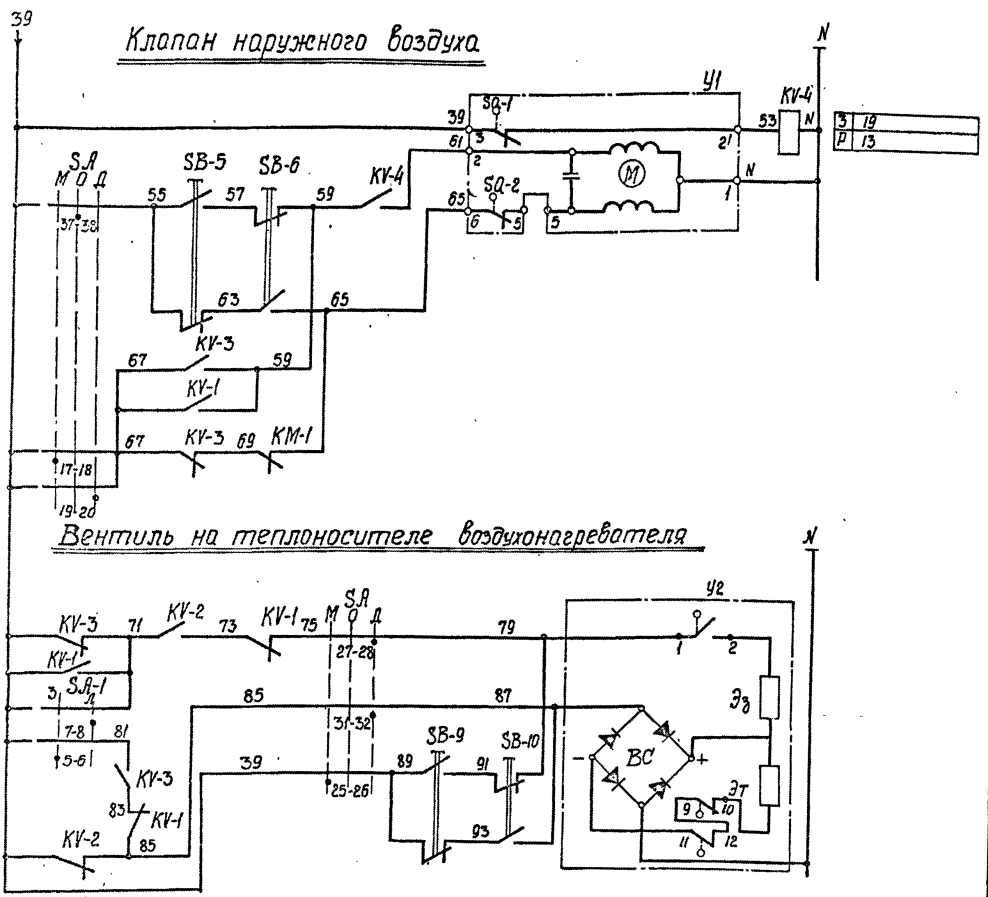 39
Клапан наружного воздуха
N
У1
39 SQ-1 3 2¹ 53 KV-4 N
З 19
Р 13
61 2
SA
М О Д
SB-5 SB-6
55 57 59 KV-4
37-38
М
SQ-2
65 6 5 5
N
1
63 65
KV-3
67 59
KV-1
67 KV-3 69 KM-1
17-18
19-20
Вентиль на теплоносителе воздухонагревателя
N
У2
KV-3 71 KV-2 73 KV-1 75
SA
М О Д
79
27-28
1 2
KV-1
SA-1
З Л
85 87
Эз
7-8 81
31-32
5-6
SB-9 SB-10
ВС
- +
39 89 91
KV-3
25-26
Эт
9 10
83 KV-1
93
11 12
KV-2 85